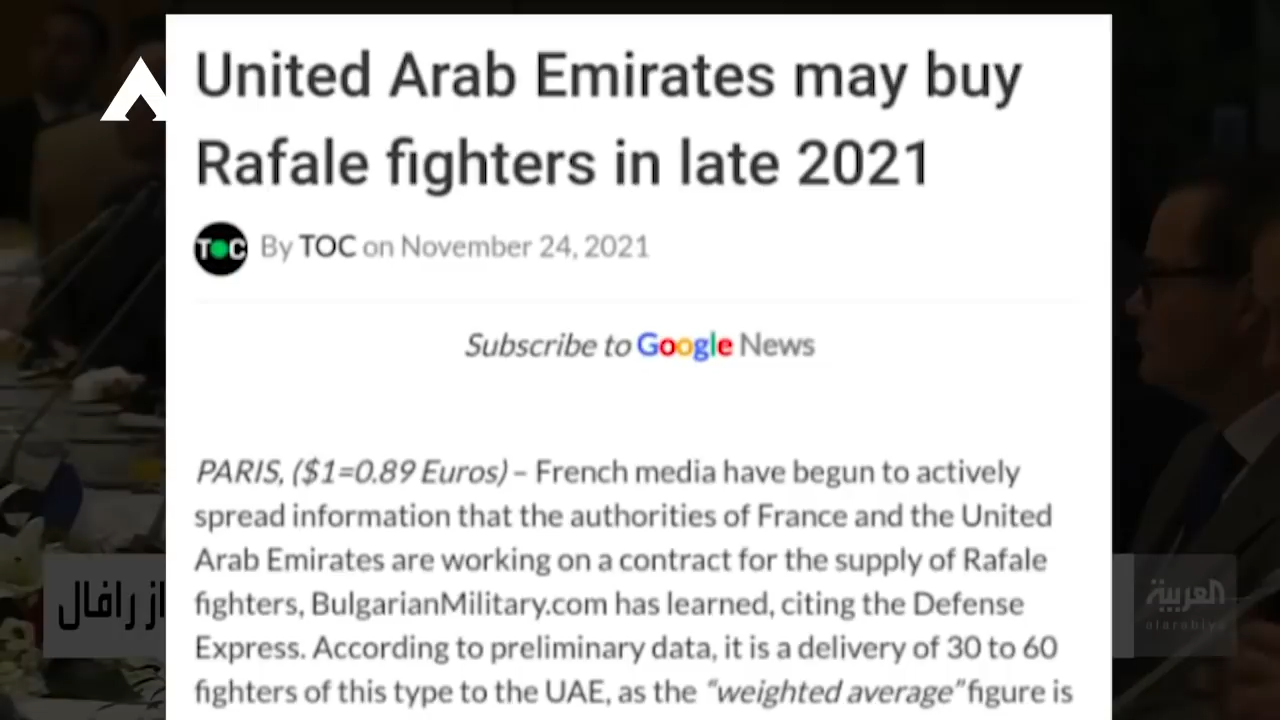 United Arab Emirates may buy
Rafale fighters in late 2021
TOC By TOC on November 24, 2021
Subscribe to Google News
PARIS, ($1=0.89 Euros) – French media have begun to actively
spread information that the authorities of France and the United
Arab Emirates are working on a contract for the supply of Rafale
fighters, BulgarianMilitary.com has learned, citing the Defense
Express. According to preliminary data, it is a delivery of 30 to 60
fighters of this type to the UAE, as the “weighted average” figure is
از رافال
العربية
alarabiya